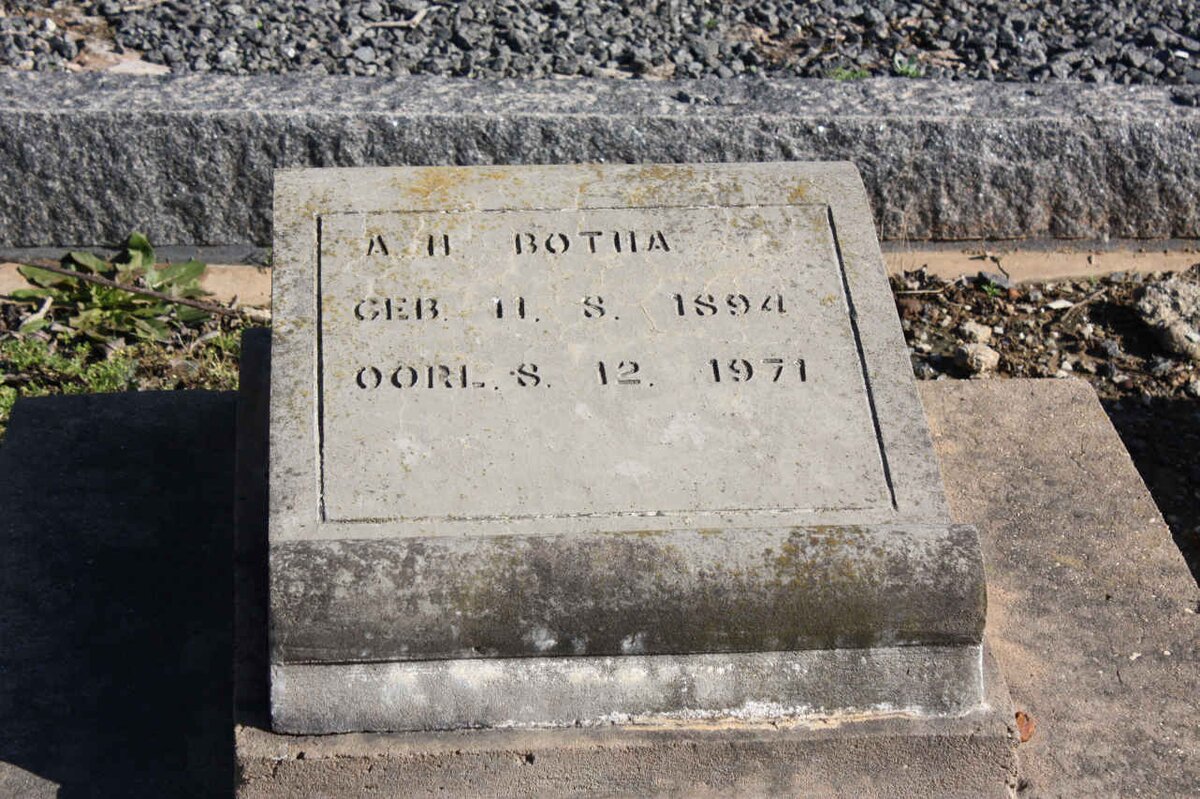 A H BOTHA
GEB. 11. 8. 1894
OORL. 8. 12. 1971